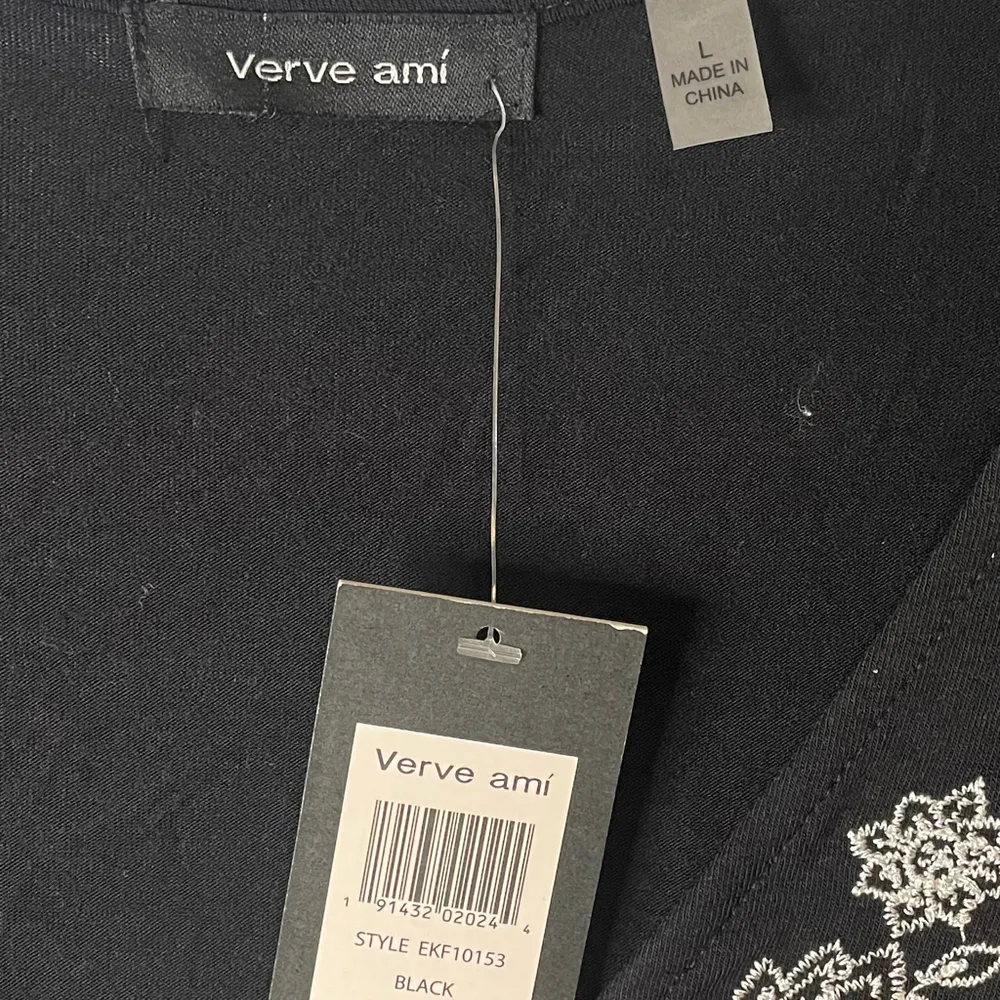 Verve amí
L
MADE IN
CHINA
Verve amí
1 91432 02024 4
STYLE EKF10153
BLACK